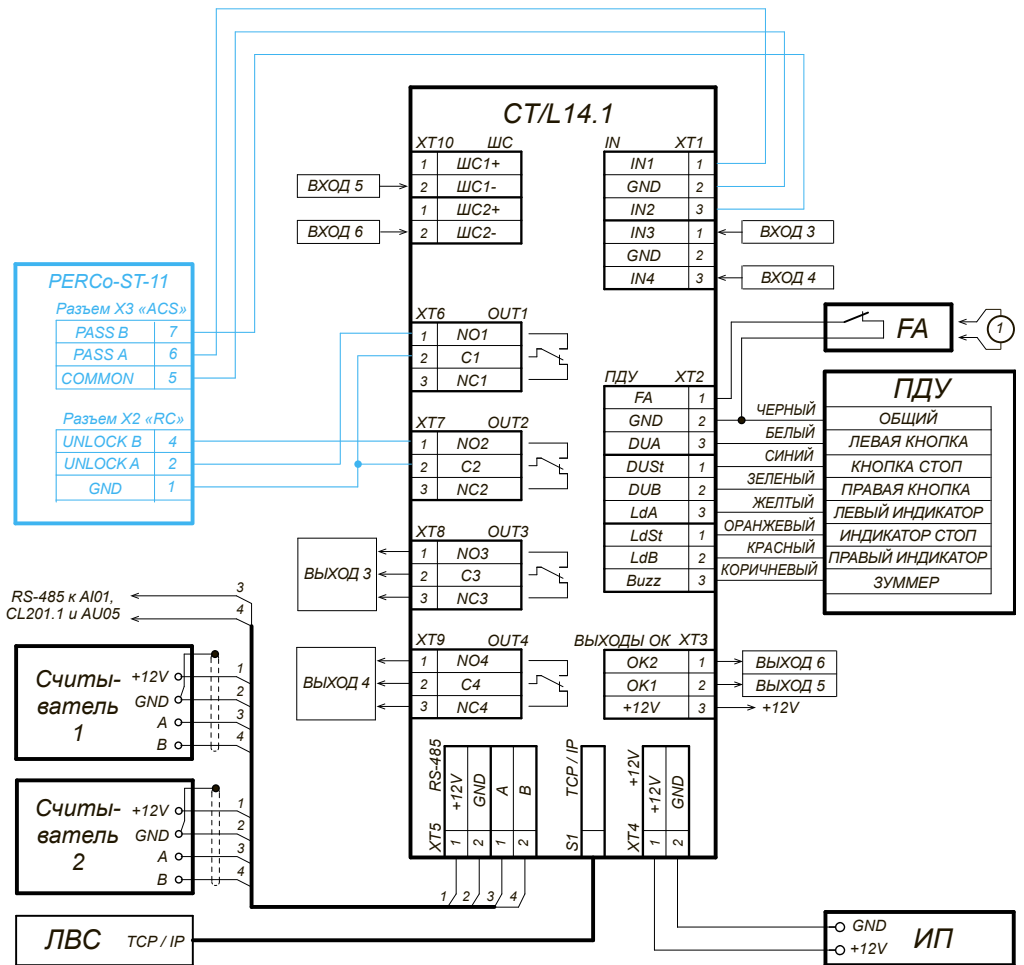 CT/L14.1
XT10 ШС
1 ШС1+
2 ШС1-
1 ШС2+
2 ШС2-
ВХОД 5
ВХОД 6
IN XT1
IN1 1
GND 2
IN2 3
IN3 1
GND 2
IN4 3
ВХОД 3
ВХОД 4
PERCo-ST-11
Разъем X3 «ACS»
PASS B 7
PASS A 6
COMMON 5
Разъем X2 «RC»
UNLOCK B 4
UNLOCK A 2
GND 1
XT6 OUT1
1 NO1
2 C1
3 NC1
XT7 OUT2
1 NO2
2 C2
3 NC2
XT8 OUT3
1 NO3
2 C3
3 NC3
ВЫХОД 3
XT9 OUT4
1 NO4
2 C4
3 NC4
ВЫХОД 4
FA
1
ПДУ XT2
FA 1
GND 2
DUA 3
DUSt 1
DUB 2
LdA 3
LdSt 1
LdB 2
Buzz 3
ЧЕРНЫЙ
БЕЛЫЙ
СИНИЙ
ЗЕЛЕНЫЙ
ЖЕЛТЫЙ
ОРАНЖЕВЫЙ
КРАСНЫЙ
КОРИЧНЕВЫЙ
ПДУ
ОБЩИЙ
ЛЕВАЯ КНОПКА
КНОПКА СТОП
ПРАВАЯ КНОПКА
ЛЕВЫЙ ИНДИКАТОР
ИНДИКАТОР СТОП
ПРАВЫЙ ИНДИКАТОР
ЗУММЕР
ВЫХОДЫ ОК XT3
OK2 1
OK1 2
+12V 3
ВЫХОД 6
ВЫХОД 5
+12V
RS-485 к AI01,
CL201.1 и AU05
3
4
Считы-
ватель
1
+12V 1
GND 2
A 3
B 4
Считы-
ватель
2
+12V 1
GND 2
A 3
B 4
XT5 RS-485
1 +12V
2 GND
1 A
2 B
1 2 3 4
S1 TCP / IP
XT4 +12V
1 +12V
2 GND
ЛВС TCP / IP
GND
+12V
ИП